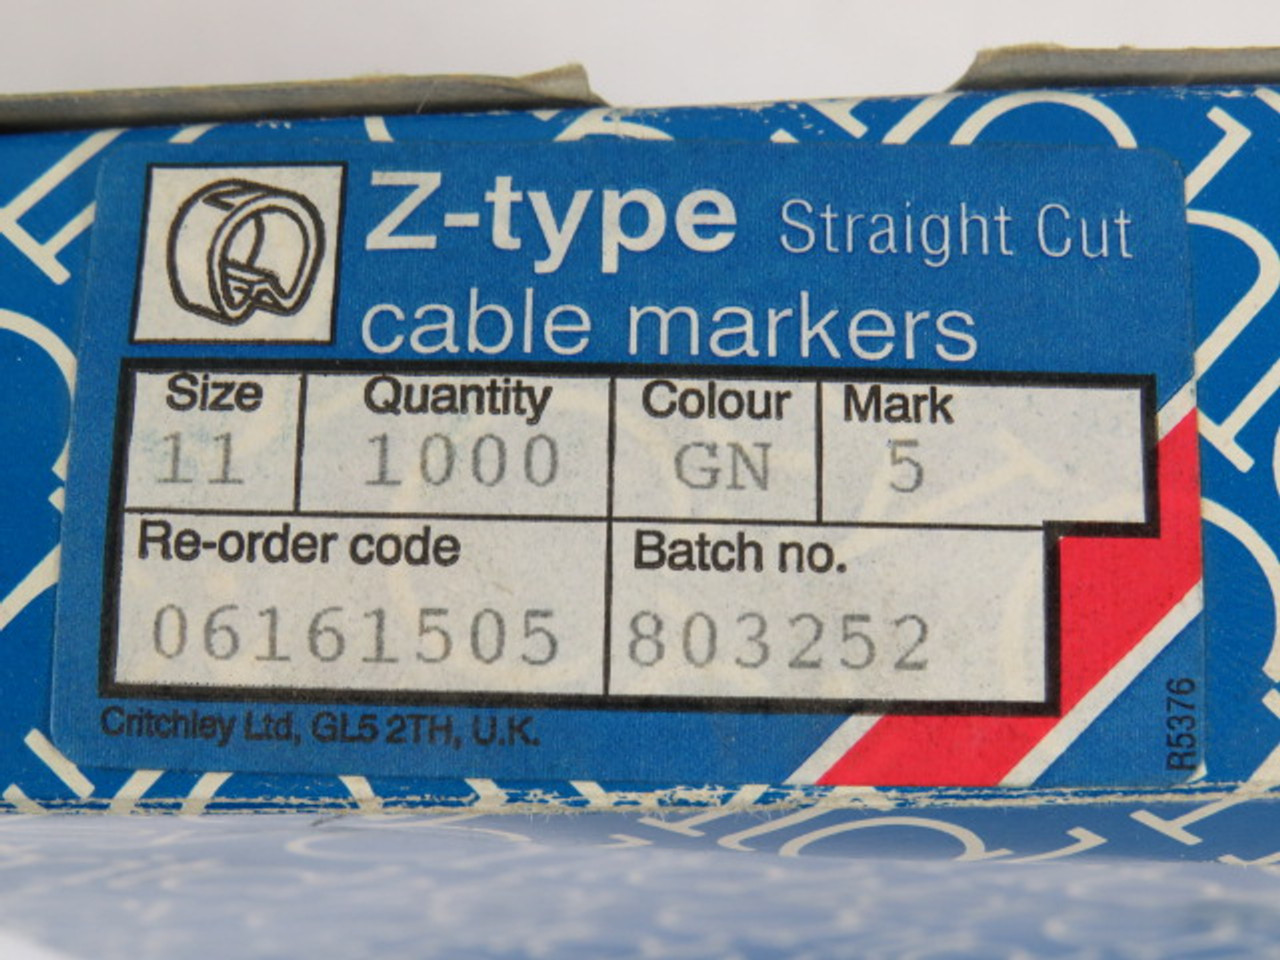 Z-type Straight Cut
cable markers
Size Quantity Colour Mark
11 1000 GN 5
Re-order code Batch no.
06161505 803252
Critchley Ltd, GL5 2TH, U.K.
R5376